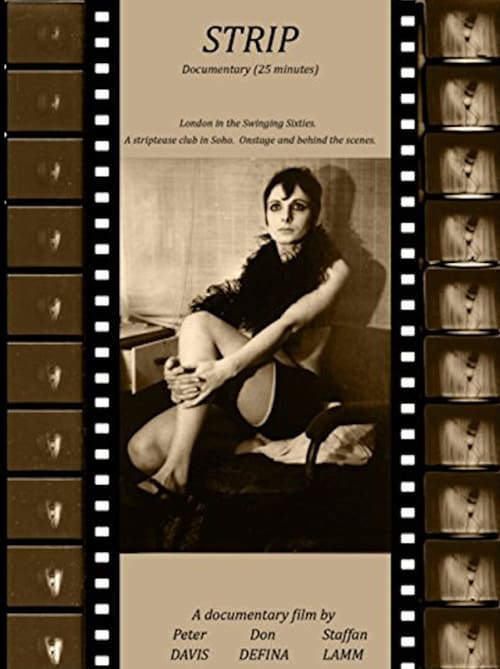 STRIP
Documentary (25 minutes)
London in the Swinging Sixties.
A striptease club in Soho. Onstage and behind the scenes.
A documentary film by
Peter Don Staffan
DAVIS DEFINA LAMM